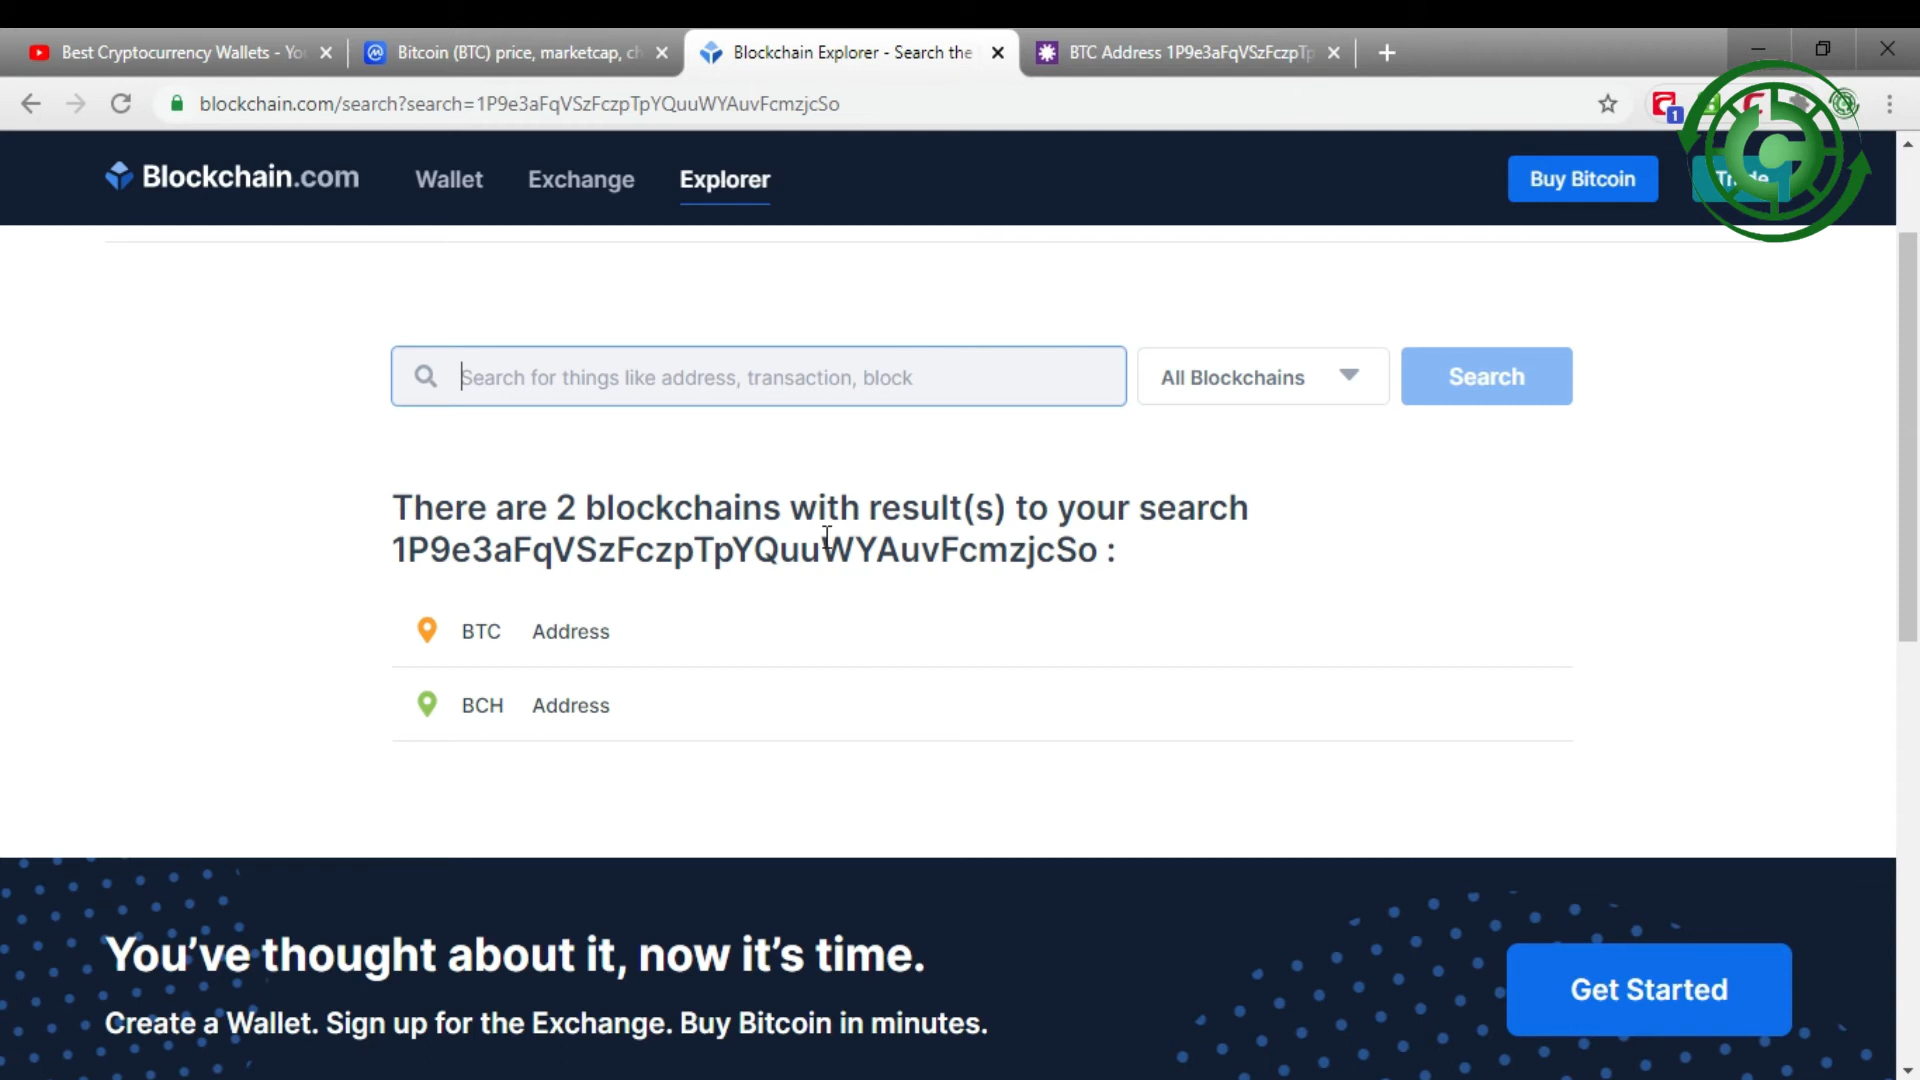 Best Cryptocurrency Wallets - Yo
Bitcoin (BTC) price, marketcap, ch
Blockchain Explorer - Search the
BTC Address 1P9e3aFqVSzFczpTp
blockchain.com/search?search=1P9e3aFqVSzFczpTpYQuuWYAuvFcmzjcSo
1
Blockchain.com
Wallet
Exchange
Explorer
Buy Bitcoin
Trade
Search for things like address, transaction, block
All Blockchains
Search
There are 2 blockchains with result(s) to your search
1P9e3aFqVSzFczpTpYQuuWYAuvFcmzjcSo :
BTC Address
BCH Address
You’ve thought about it, now it’s time.
Create a Wallet. Sign up for the Exchange. Buy Bitcoin in minutes.
Get Started